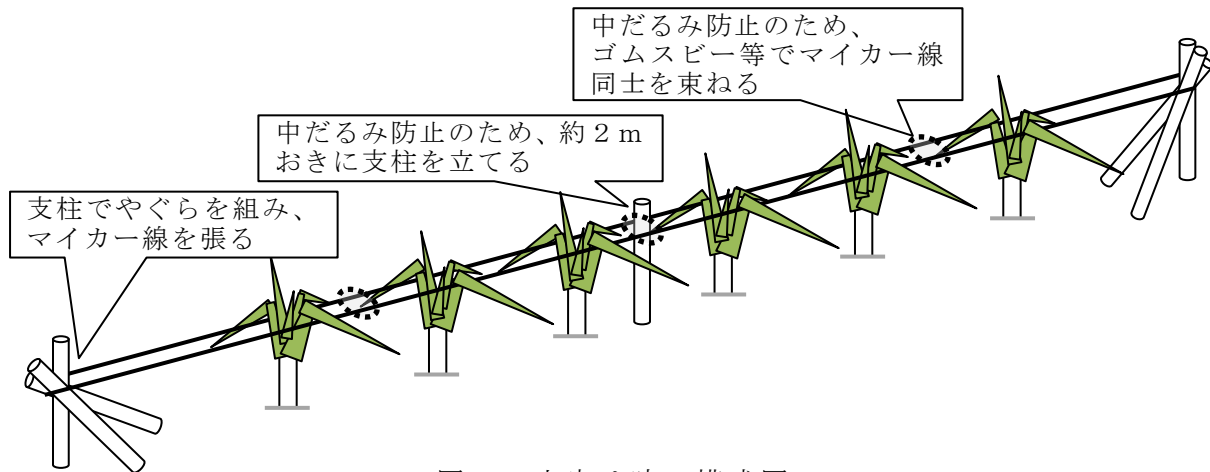 中だるみ防止のため、
ゴムスビー等でマイカー線
同士を束ねる
中だるみ防止のため、約２ｍ
おきに支柱を立てる
支柱でやぐらを組み、
マイカー線を張る